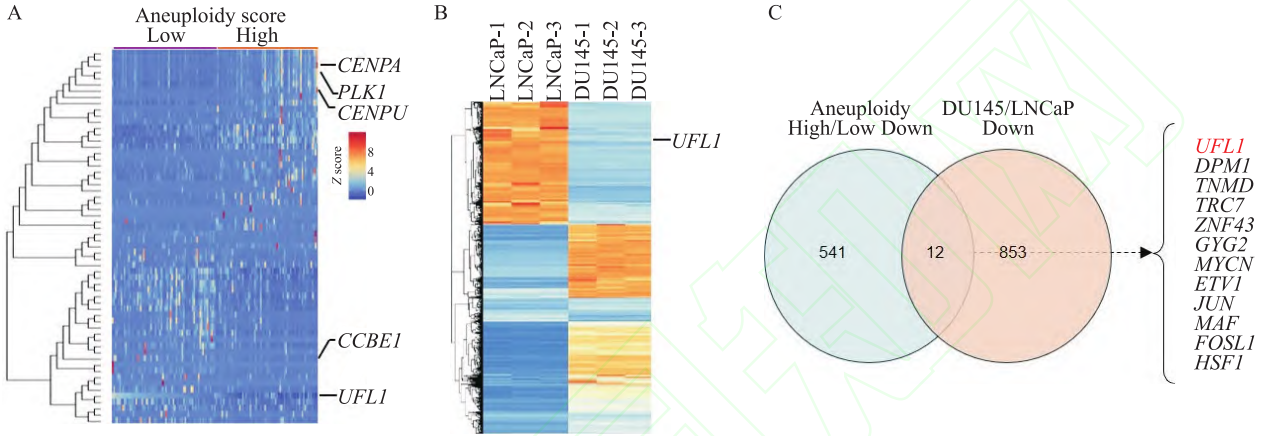 A
Aneuploidy score
Low
High
CENPA
PLK1
CENPU
Z score
8
4
0
CCBE1
UFL1
B
LNCaP-1
LNCaP-2
LNCaP-3
DU145-1
DU145-2
DU145-3
UFL1
C
Aneuploidy
High/Low Down
DU145/LNCaP
Down
541
12
853
UFL1
DPM1
TNMD
TRC7
ZNF43
GYG2
MYCN
ETV1
JUN
MAF
FOSL1
HSF1